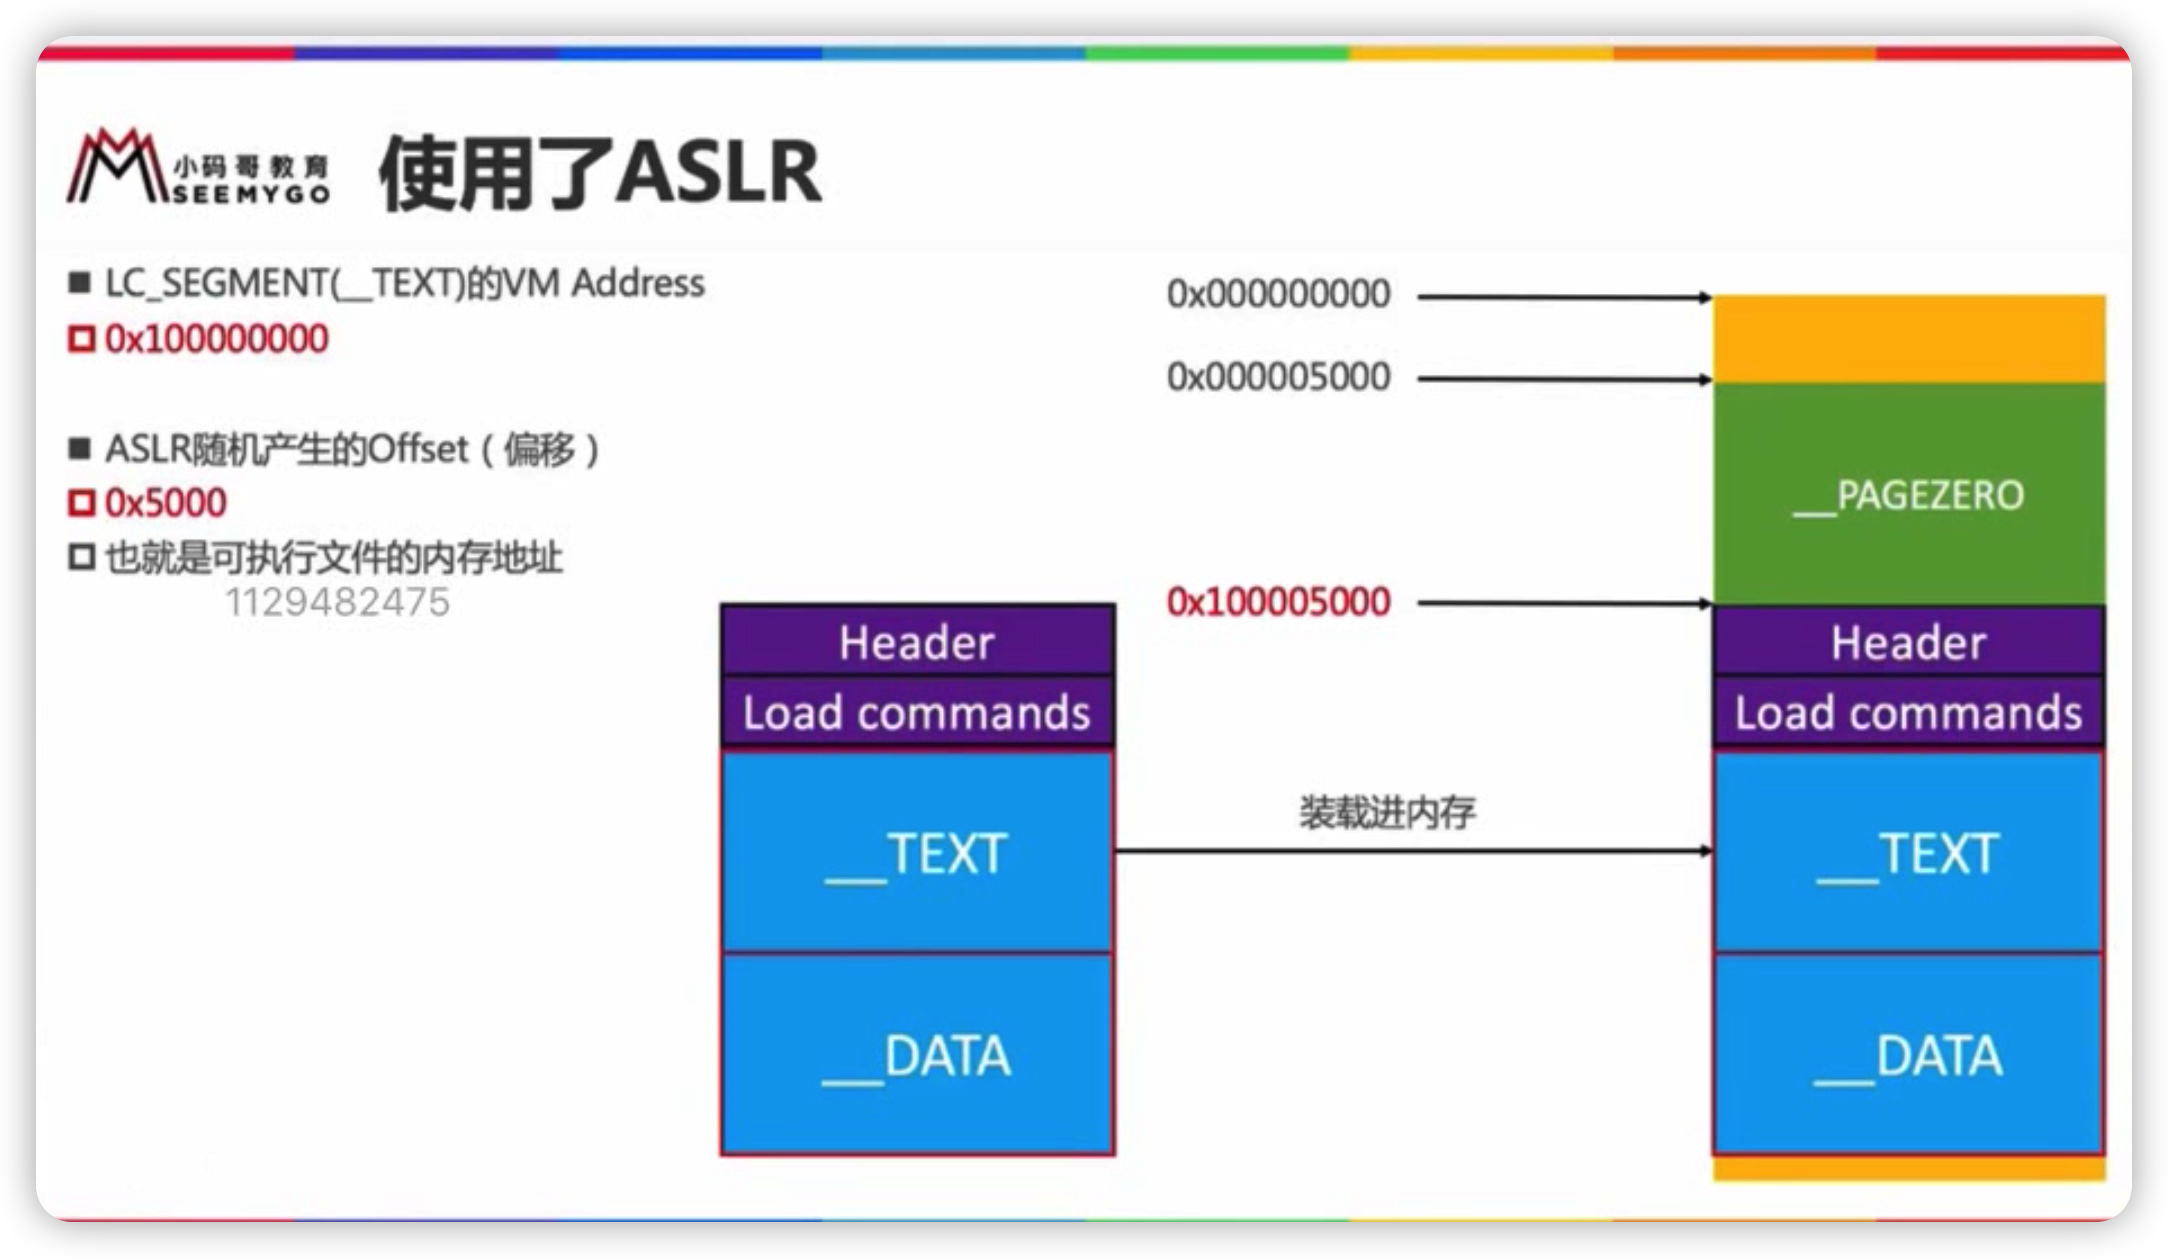 小码哥教育
SEEMYGO
使用了ASLR
LC_SEGMENT(__TEXT)的VM Address
0x100000000
ASLR随机产生的Offset（偏移）
0x5000
也就是可执行文件的内存地址
1129482475
Header
Load commands
__TEXT
__DATA
装载进内存
0x000000000
0x000005000
0x100005000
__PAGEZERO
Header
Load commands
__TEXT
__DATA